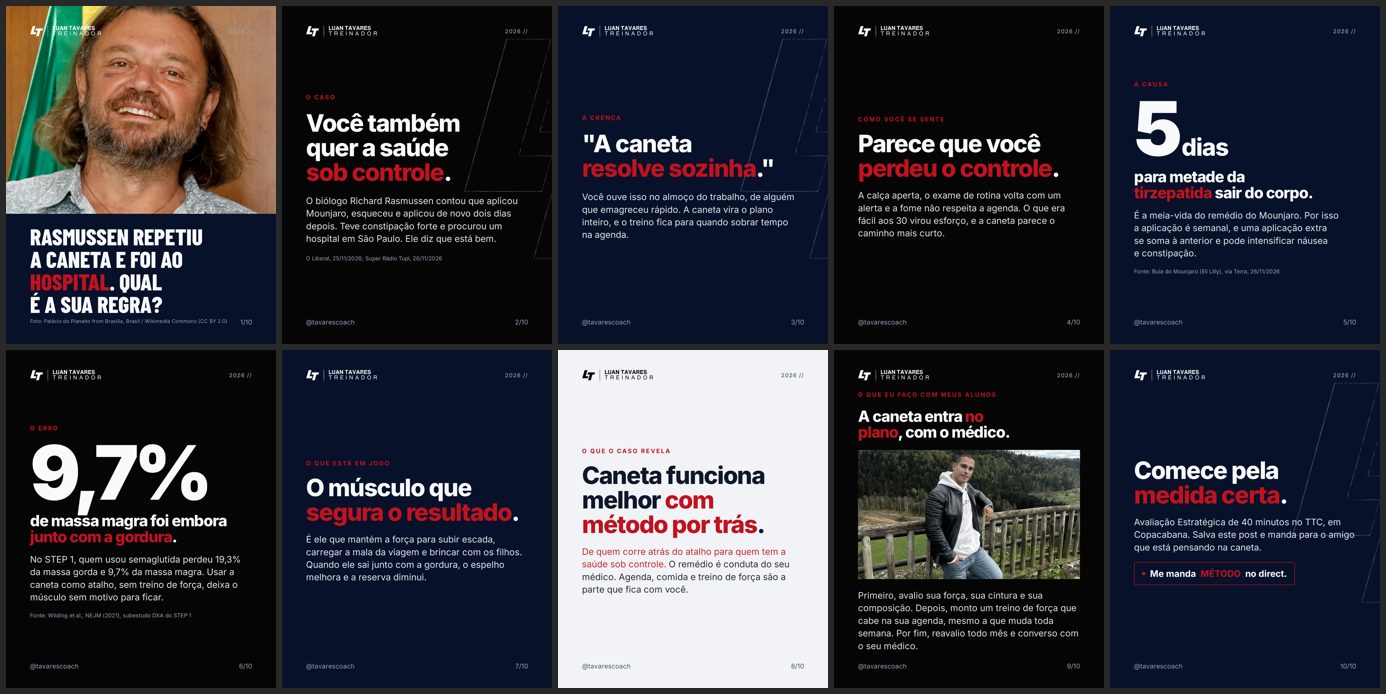 LUAN TAVARES
TREINADOR
2026 //
RASMUSSEN REPETIU
A CANETA E FOI AO
HOSPITAL. QUAL
É A SUA REGRA?
Foto: Palácio do Planalto from Brasilia, Brasil / Wikimedia Commons (CC BY 2.0)
1/10
LT
LUAN TAVARES
TREINADOR
2026 //
O CASO
Você também
quer a saúde
sob controle.
O biólogo Richard Rasmussen contou que aplicou
Mounjaro, esqueceu e aplicou de novo dois dias
depois. Teve constipação forte e procurou um
hospital em São Paulo. Ele diz que está bem.
O Liberal, 25/11/2026; Super Rádio Tupi, 26/11/2026
@tavarescoach
2/10
LT
LUAN TAVARES
TREINADOR
2026 //
A CRENÇA
"A caneta
resolve sozinha."
Você ouve isso no almoço do trabalho, de alguém
que emagreceu rápido. A caneta vira o plano
inteiro, e o treino fica para quando sobrar tempo
na agenda.
@tavarescoach
3/10
LT
LUAN TAVARES
TREINADOR
2026 //
COMO VOCÊ SE SENTE
Parece que você
perdeu o controle.
A calça aperta, o exame de rotina volta com um
alerta e a fome não respeita a agenda. O que era
fácil aos 30 virou esforço, e a caneta parece o
caminho mais curto.
@tavarescoach
4/10
LT
LUAN TAVARES
TREINADOR
2026 //
A CAUSA
5 dias
para metade da
tirzepatida sair do corpo.
É a meia-vida do remédio do Mounjaro. Por isso
a aplicação é semanal, e uma aplicação extra
se soma à anterior e pode intensificar náusea
e constipação.
Fonte: Bula do Mounjaro (Eli Lilly), via Terra, 26/11/2026
@tavarescoach
5/10
LT
LUAN TAVARES
TREINADOR
2026 //
O ERRO
9,7%
de massa magra foi embora
junto com a gordura.
No STEP 1, quem usou semaglutida perdeu 19,3%
da massa gorda e 9,7% da massa magra. Usar a
caneta como atalho, sem treino de força, deixa o
músculo sem motivo para ficar.
Fonte: Wilding et al., NEJM (2021), subestudo DXA do STEP 1
@tavarescoach
6/10
LT
LUAN TAVARES
TREINADOR
2026 //
O QUE ESTÁ EM JOGO
O músculo que
segura o resultado.
É ele que mantém a força para subir escada,
carregar a mala da viagem e brincar com os filhos.
Quando ele sai junto com a gordura, o espelho
melhora e a reserva diminui.
@tavarescoach
7/10
LT
LUAN TAVARES
TREINADOR
2026 //
O QUE O CASO REVELA
Caneta funciona
melhor com
método por trás.
De quem corre atrás do atalho para quem tem a
saúde sob controle. O remédio é conduta do seu
médico. Agenda, comida e treino de força são a
parte que fica com você.
@tavarescoach
8/10
LT
LUAN TAVARES
TREINADOR
2026 //
O QUE EU FAÇO COM MEUS ALUNOS
A caneta entra no
plano, com o médico.
Primeiro, avalio sua força, sua cintura e sua
composição. Depois, monto um treino de força que
cabe na sua agenda, mesmo a que muda toda
semana. Por fim, reavalio todo mês e converso com
o seu médico.
@tavarescoach
9/10
LT
LUAN TAVARES
TREINADOR
2026 //
Comece pela
medida certa.
Avaliação Estratégica de 40 minutos no TTC, em
Copacabana. Salva este post e manda para o amigo
que está pensando na caneta.
Me manda MÉTODO no direct.
@tavarescoach
10/10